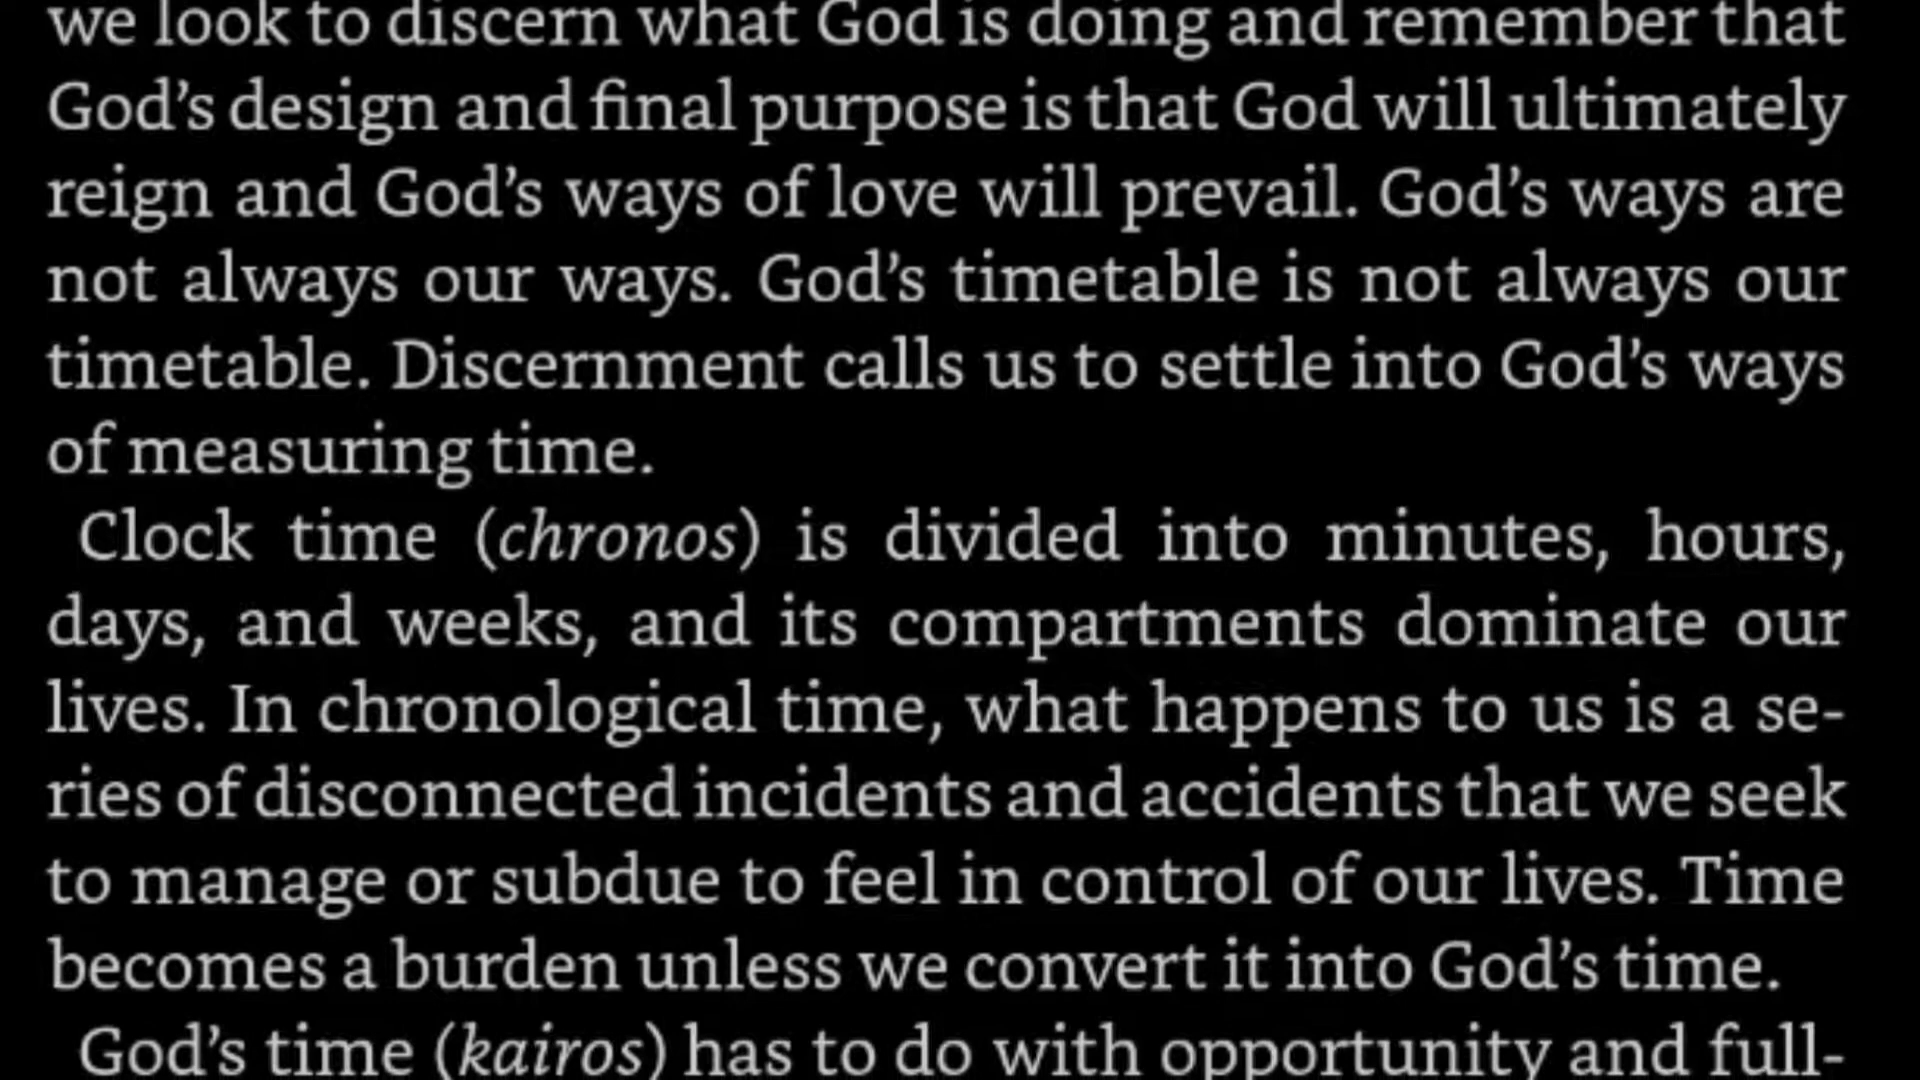 we look to discern what God is doing and remember that
God’s design and final purpose is that God will ultimately
reign and God’s ways of love will prevail. God’s ways are
not always our ways. God’s timetable is not always our
timetable. Discernment calls us to settle into God’s ways
of measuring time.
Clock time (chronos) is divided into minutes, hours,
days, and weeks, and its compartments dominate our
lives. In chronological time, what happens to us is a se-
ries of disconnected incidents and accidents that we seek
to manage or subdue to feel in control of our lives. Time
becomes a burden unless we convert it into God’s time.
God’s time (kairos) has to do with opportunity and full-